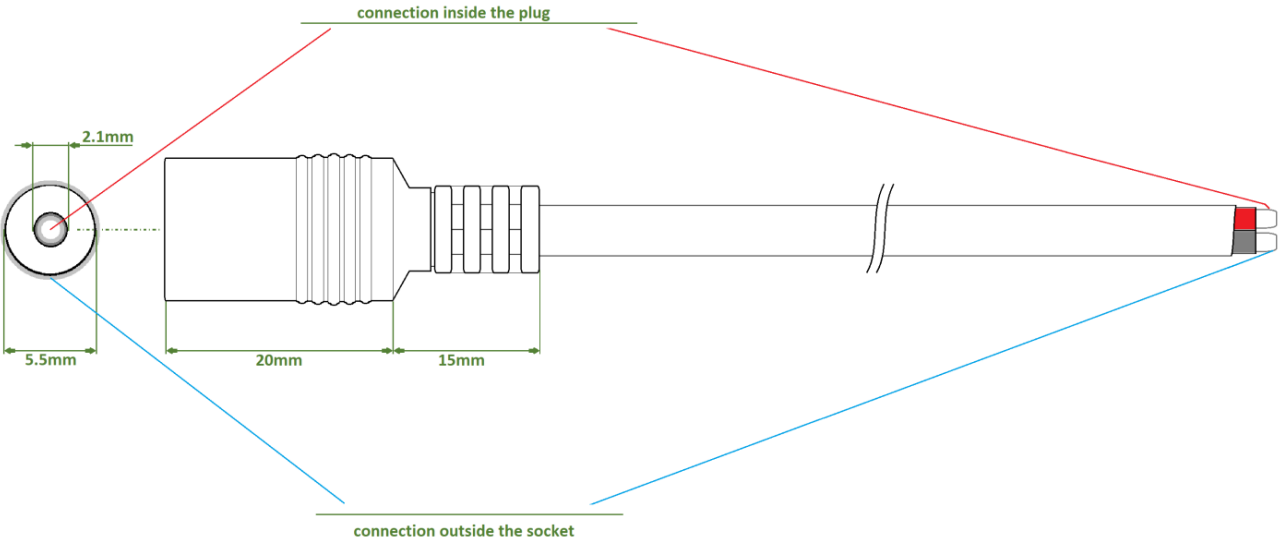 connection inside the plug
2.1mm
5.5mm
20mm
15mm
connection outside the socket